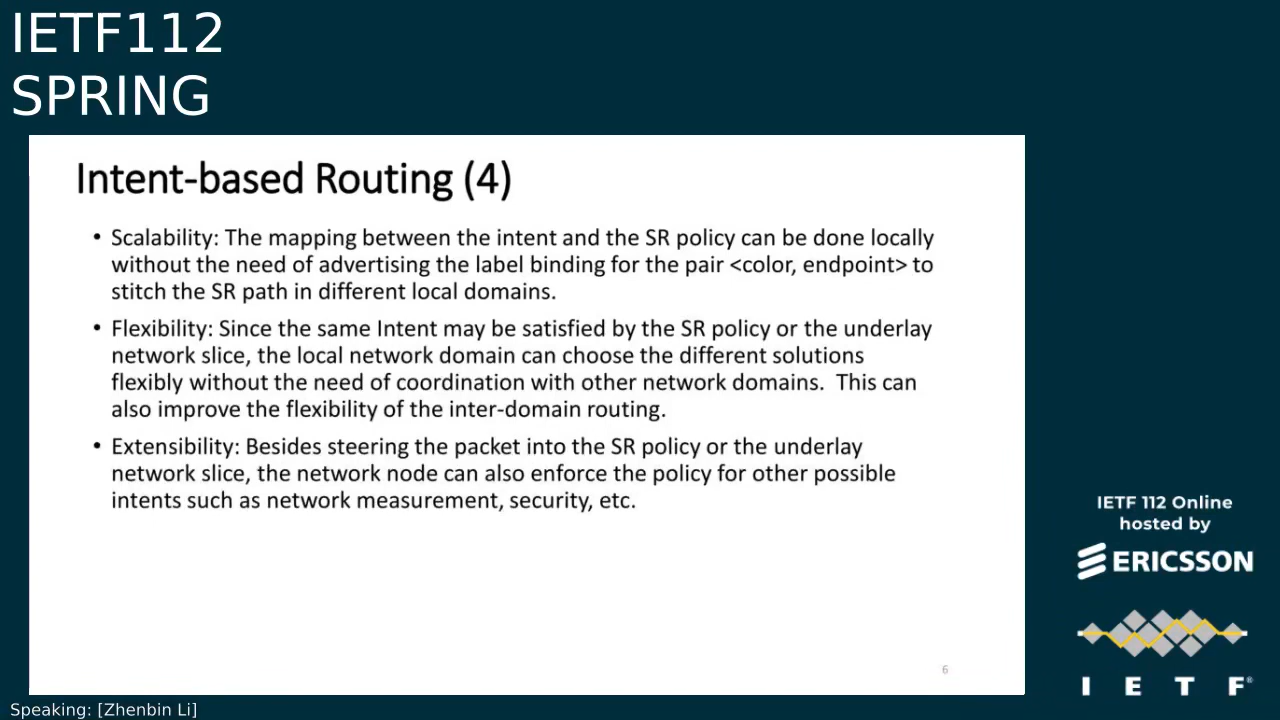 IETF112
SPRING
Intent-based Routing (4)
• Scalability: The mapping between the intent and the SR policy can be done locally
without the need of advertising the label binding for the pair <color, endpoint> to
stitch the SR path in different local domains.
• Flexibility: Since the same Intent may be satisfied by the SR policy or the underlay
network slice, the local network domain can choose the different solutions
flexibly without the need of coordination with other network domains.  This can
also improve the flexibility of the inter-domain routing.
• Extensibility: Besides steering the packet into the SR policy or the underlay
network slice, the network node can also enforce the policy for other possible
intents such as network measurement, security, etc.
6
IETF 112 Online
hosted by
ERICSSON
I E T F®
Speaking: [Zhenbin Li]